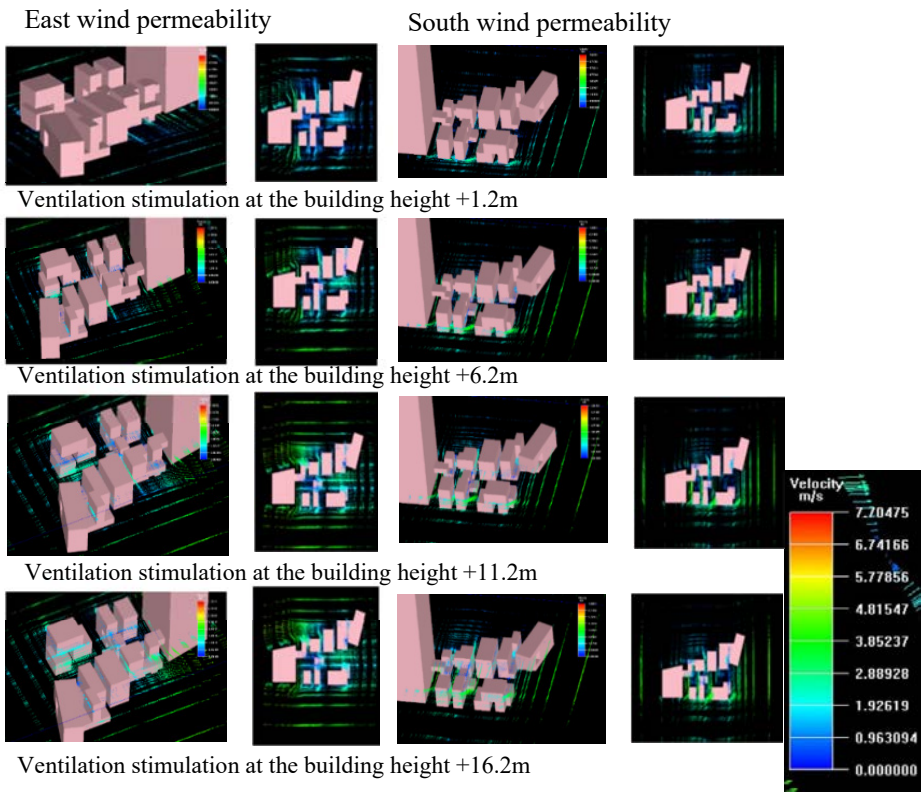 East wind permeability
South wind permeability
Ventilation stimulation at the building height +1.2m
Ventilation stimulation at the building height +6.2m
Ventilation stimulation at the building height +11.2m
Velocity
m/s
7.70475
6.74166
5.77856
4.81547
3.85237
2.88928
1.92619
0.963094
0.000000
Ventilation stimulation at the building height +16.2m